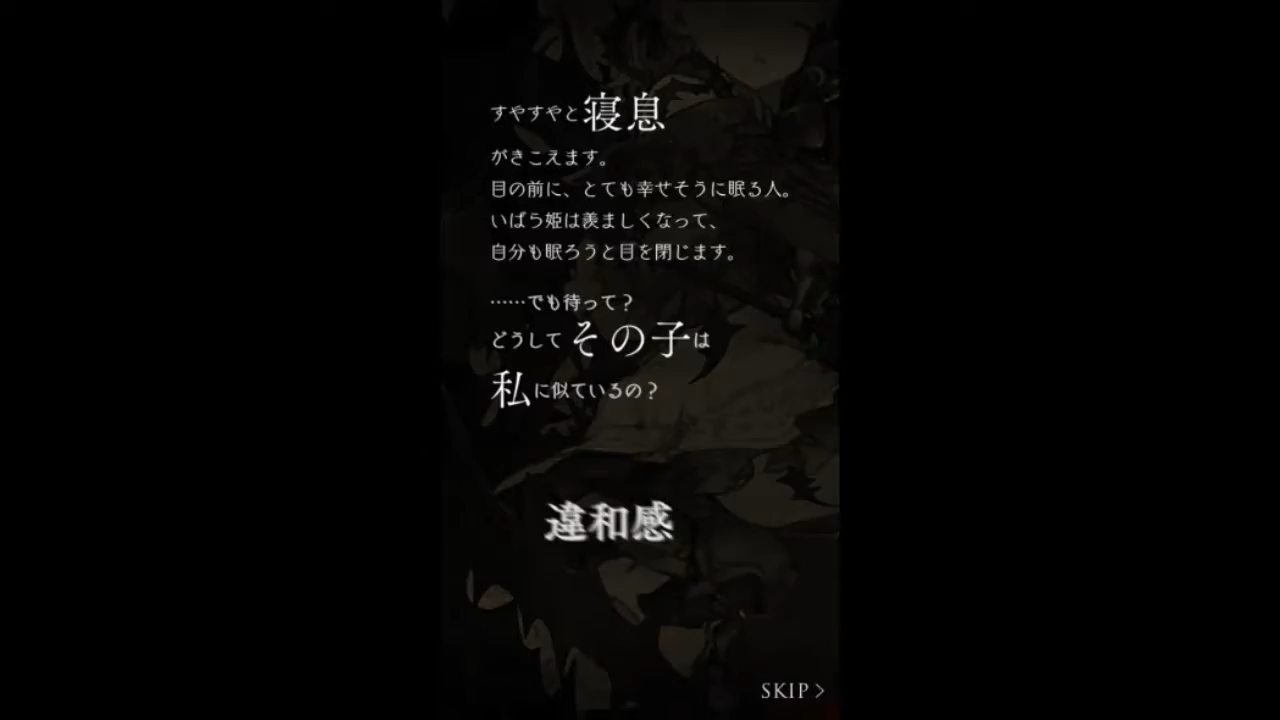 すやすやと寝息
がきこえます。
目の前に、とても幸せそうに眠る人。
いばら姫は羨ましくなって、
自分も眠ろうと目を閉じます。
……でも待って？
どうしてその子は
私に似ているの？
違和感
SKIP >